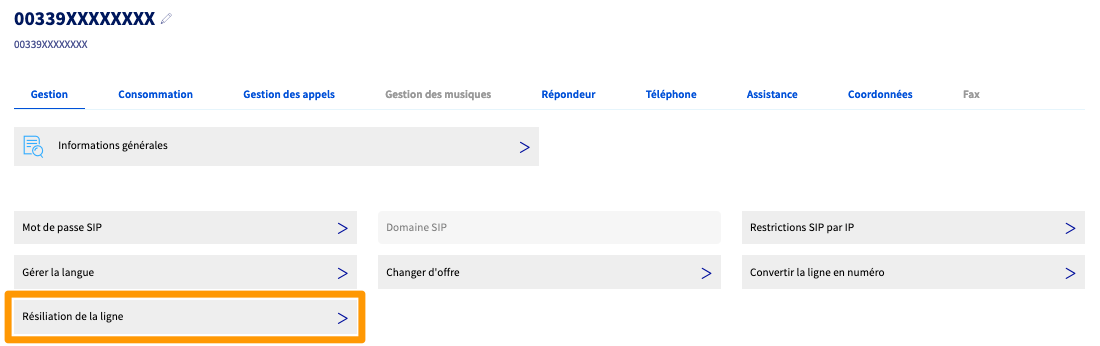 00339XXXXXXXX
00339XXXXXXXX
Gestion Consommation Gestion des appels Gestion des musiques Répondeur Téléphone Assistance Coordonnées Fax
Informations générales
Mot de passe SIP Domaine SIP Restrictions SIP par IP
Gérer la langue Changer d'offre Convertir la ligne en numéro
Résiliation de la ligne